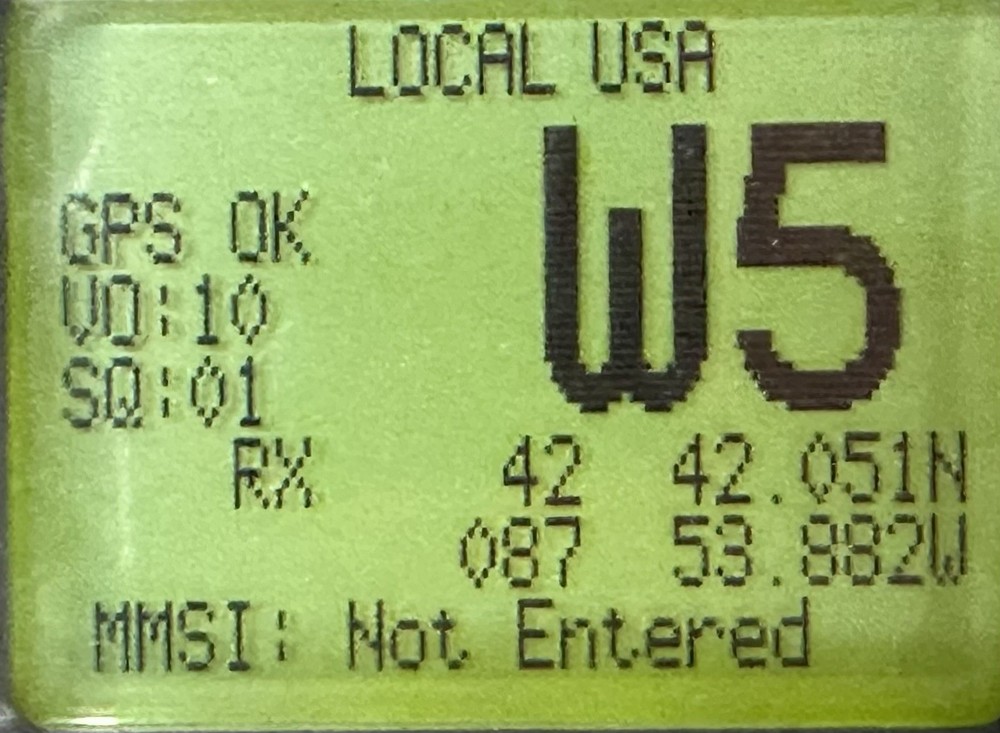 LOCAL USA
W5
GPS OK
VO:10
SQ:01
RX 42 42.051N
087 53.882W
MMSI: Not Entered